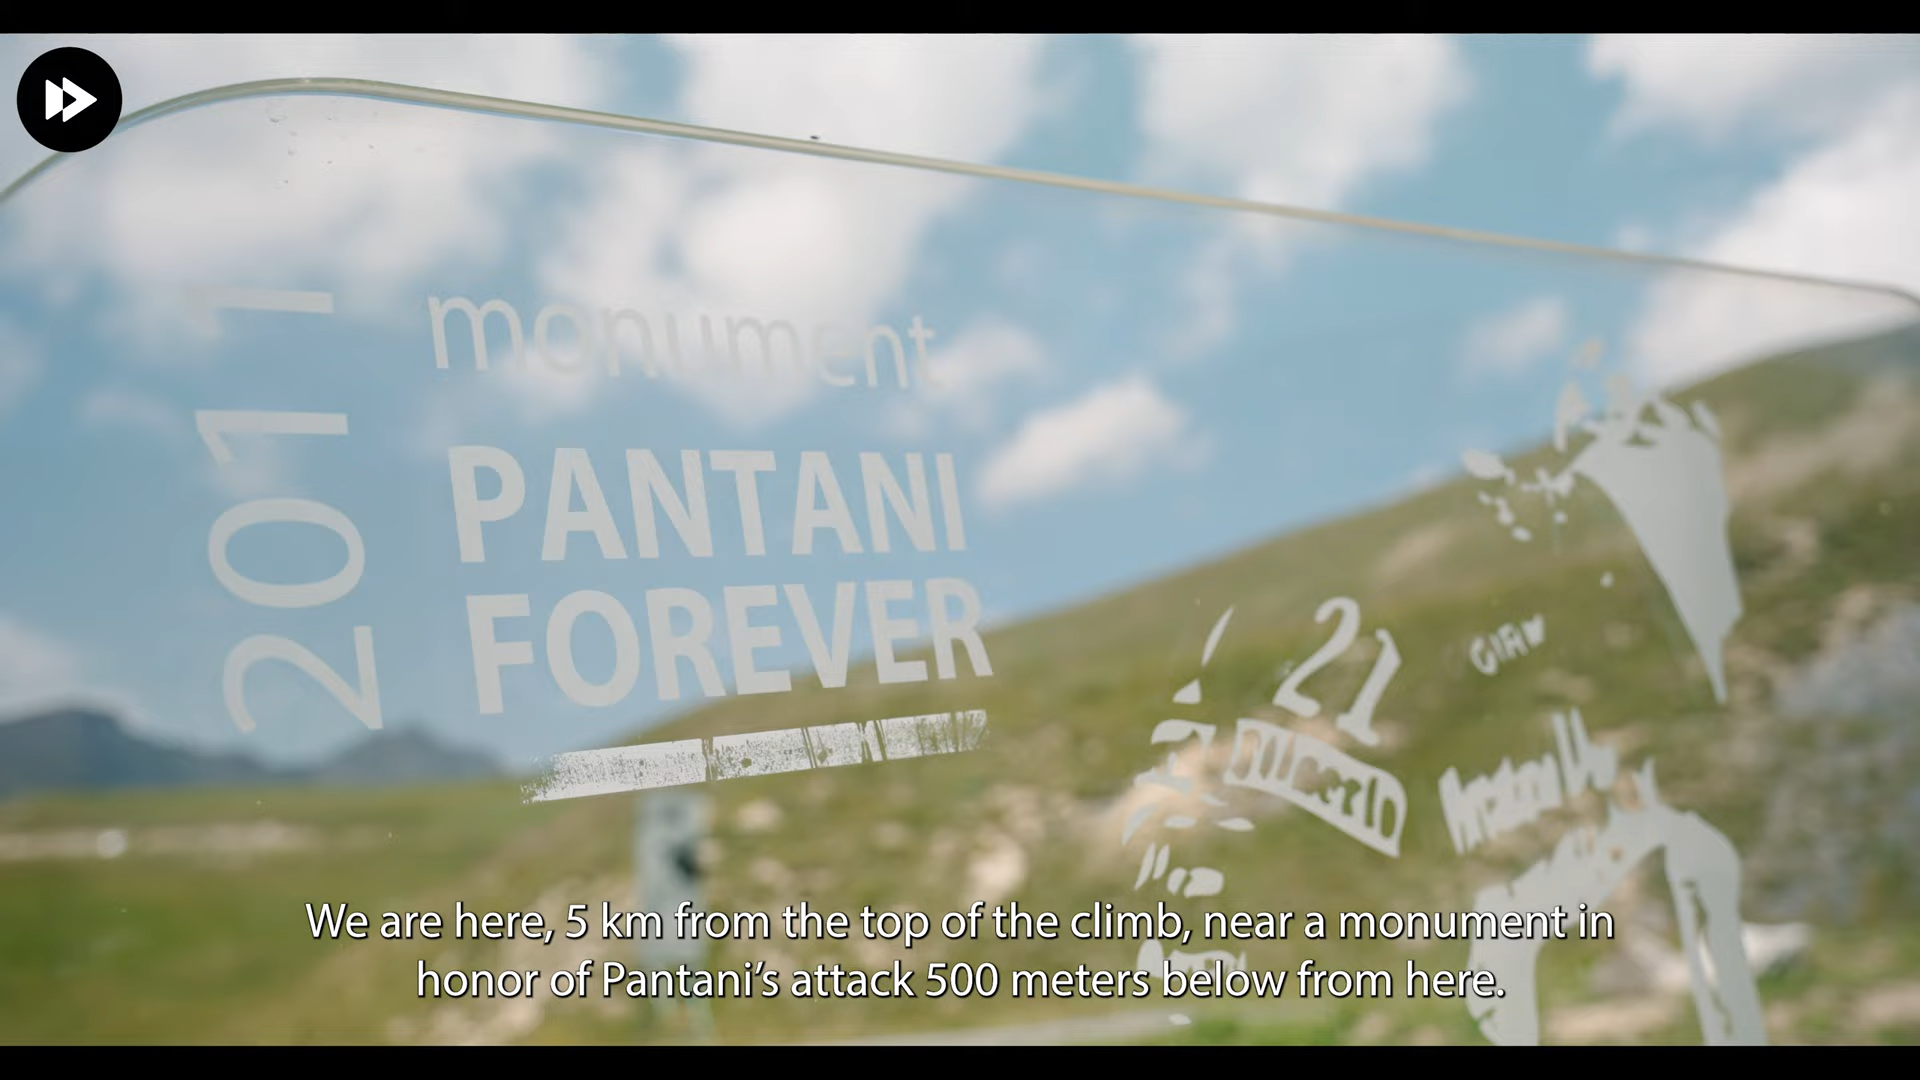 2011
monument
PANTANI
FOREVER
21
We are here, 5 km from the top of the climb, near a monument in
honor of Pantani’s attack 500 meters below from here.